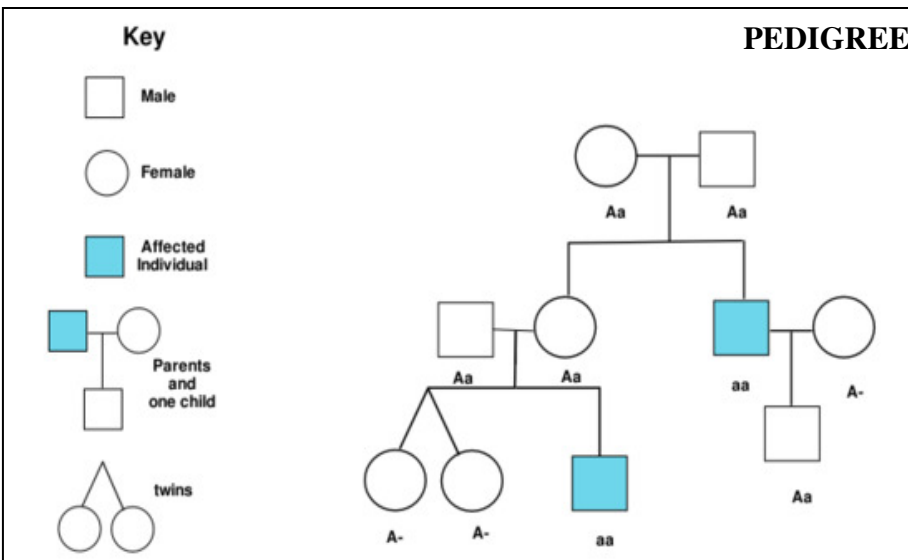 Key
PEDIGREE
Male
Female
Affected
Individual
Parents
and
one child
twins
Aa
Aa
Aa
Aa
aa
A-
Aa
A-
A-
aa